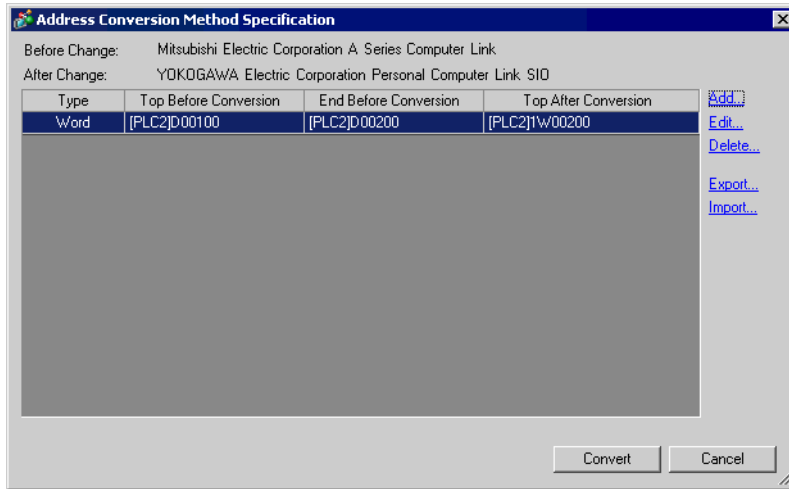 Address Conversion Method Specification
Before Change: Mitsubishi Electric Corporation A Series Computer Link
After Change: YOKOGAWA Electric Corporation Personal Computer Link SIO
Type Top Before Conversion End Before Conversion Top After Conversion
Word [PLC2]D00100 [PLC2]D00200 [PLC2]1W00200
Add...
Edit...
Delete...
Export...
Import...
Convert Cancel